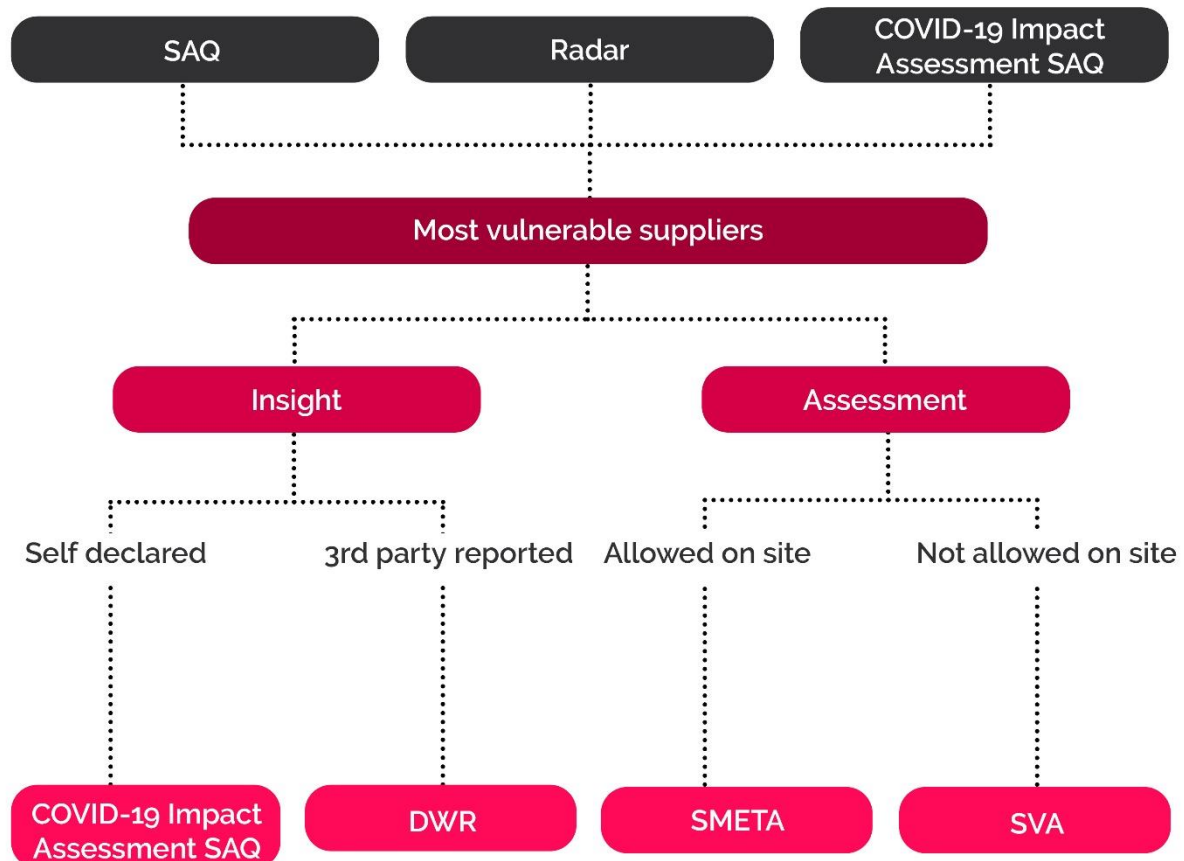 SAQ
Radar
COVID-19 Impact
Assessment SAQ
Most vulnerable suppliers
Insight
Assessment
Self declared
3rd party reported
Allowed on site
Not allowed on site
COVID-19 Impact
Assessment SAQ
DWR
SMETA
SVA